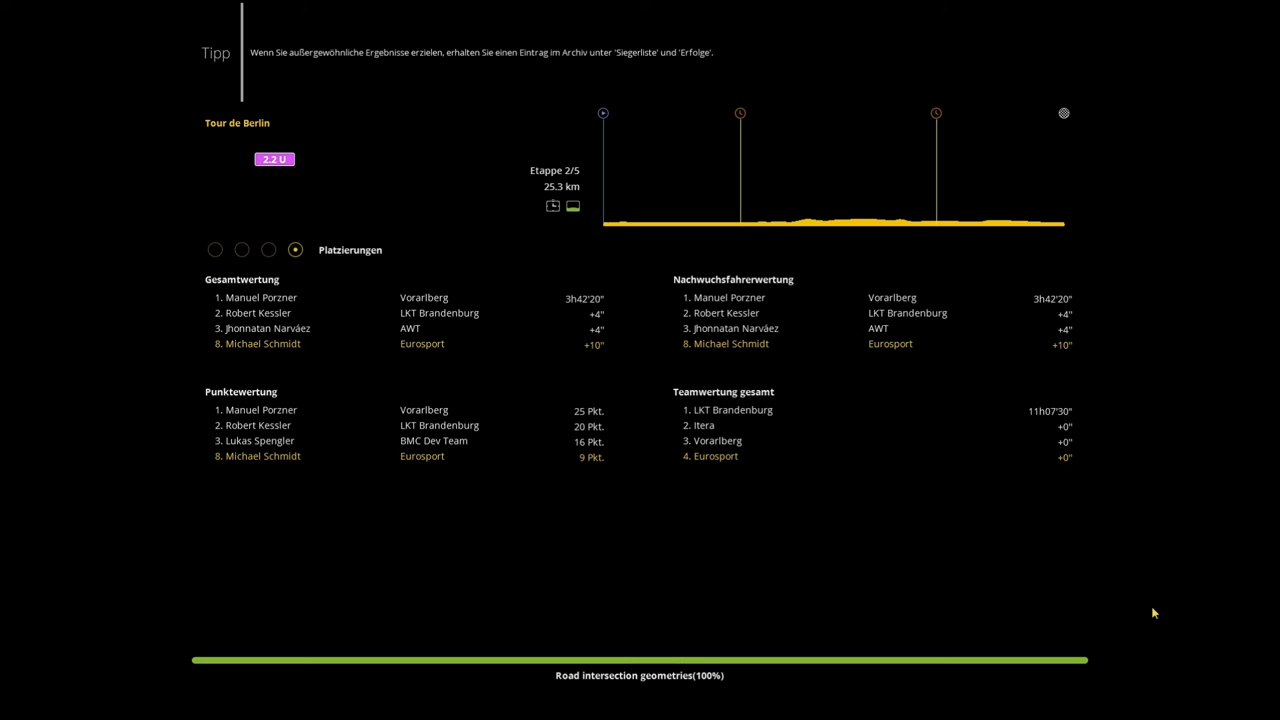 Tipp
Wenn Sie außergewöhnliche Ergebnisse erzielen, erhalten Sie einen Eintrag im Archiv unter 'Siegerliste' und 'Erfolge'.
Tour de Berlin
2.2 U
Etappe 2/5
25.3 km
Platzierungen
Gesamtwertung
1. Manuel Porzner Vorarlberg 3h42'20"
2. Robert Kessler LKT Brandenburg +4"
3. Jhonnatan Narváez AWT +4"
8. Michael Schmidt Eurosport +10"
Nachwuchsfahrerwertung
1. Manuel Porzner Vorarlberg 3h42'20"
2. Robert Kessler LKT Brandenburg +4"
3. Jhonnatan Narváez AWT +4"
8. Michael Schmidt Eurosport +10"
Punktewertung
1. Manuel Porzner Vorarlberg 25 Pkt.
2. Robert Kessler LKT Brandenburg 20 Pkt.
3. Lukas Spengler BMC Dev Team 16 Pkt.
8. Michael Schmidt Eurosport 9 Pkt.
Teamwertung gesamt
1. LKT Brandenburg 11h07'30"
2. Itera +0"
3. Vorarlberg +0"
4. Eurosport +0"
Road intersection geometries(100%)